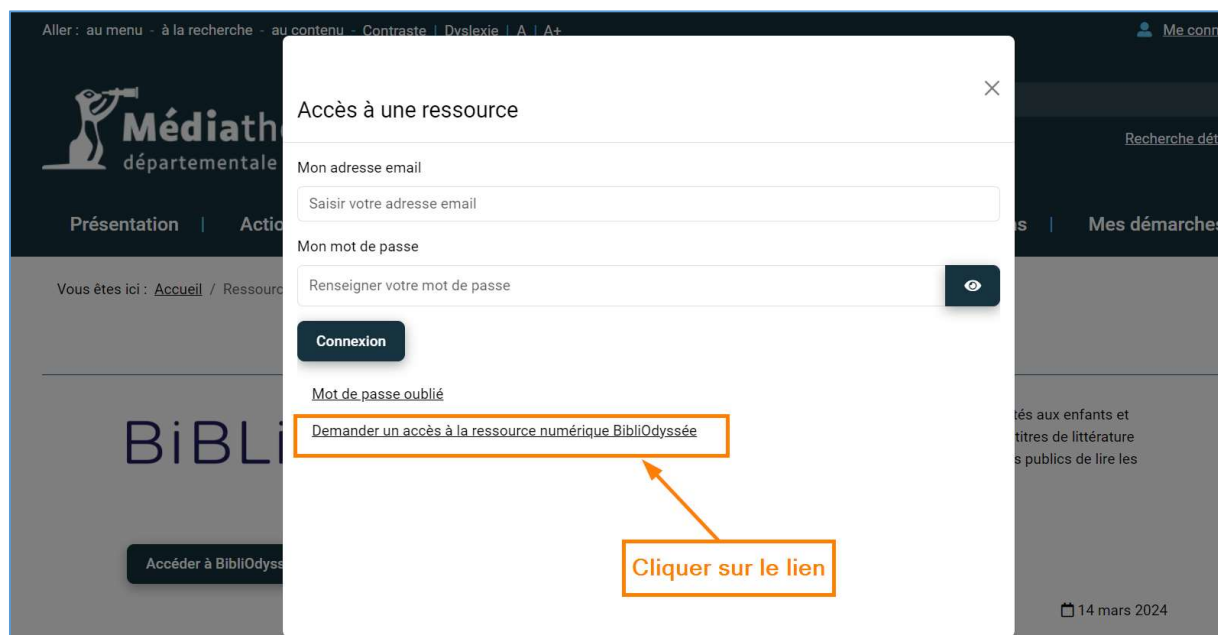 Aller : au menu - à la recherche - au contenu - Contraste | Dyslexie | A | A+
Me conn
Accès à une ressource
Média
départementale
Recherche dét
Mon adresse email
Saisir votre adresse email
Présentation | Actio
s | Mes démarches
Mon mot de passe
Vous êtes ici : Accueil / Ressourc
Renseigner votre mot de passe
Connexion
Mot de passe oublié
Demander un accès à la ressource numérique BibliOdyssée
BiBLi
tés aux enfants et
titres de littérature
s publics de lire les
Accéder à BibliOdyss
Cliquer sur le lien
14 mars 2024